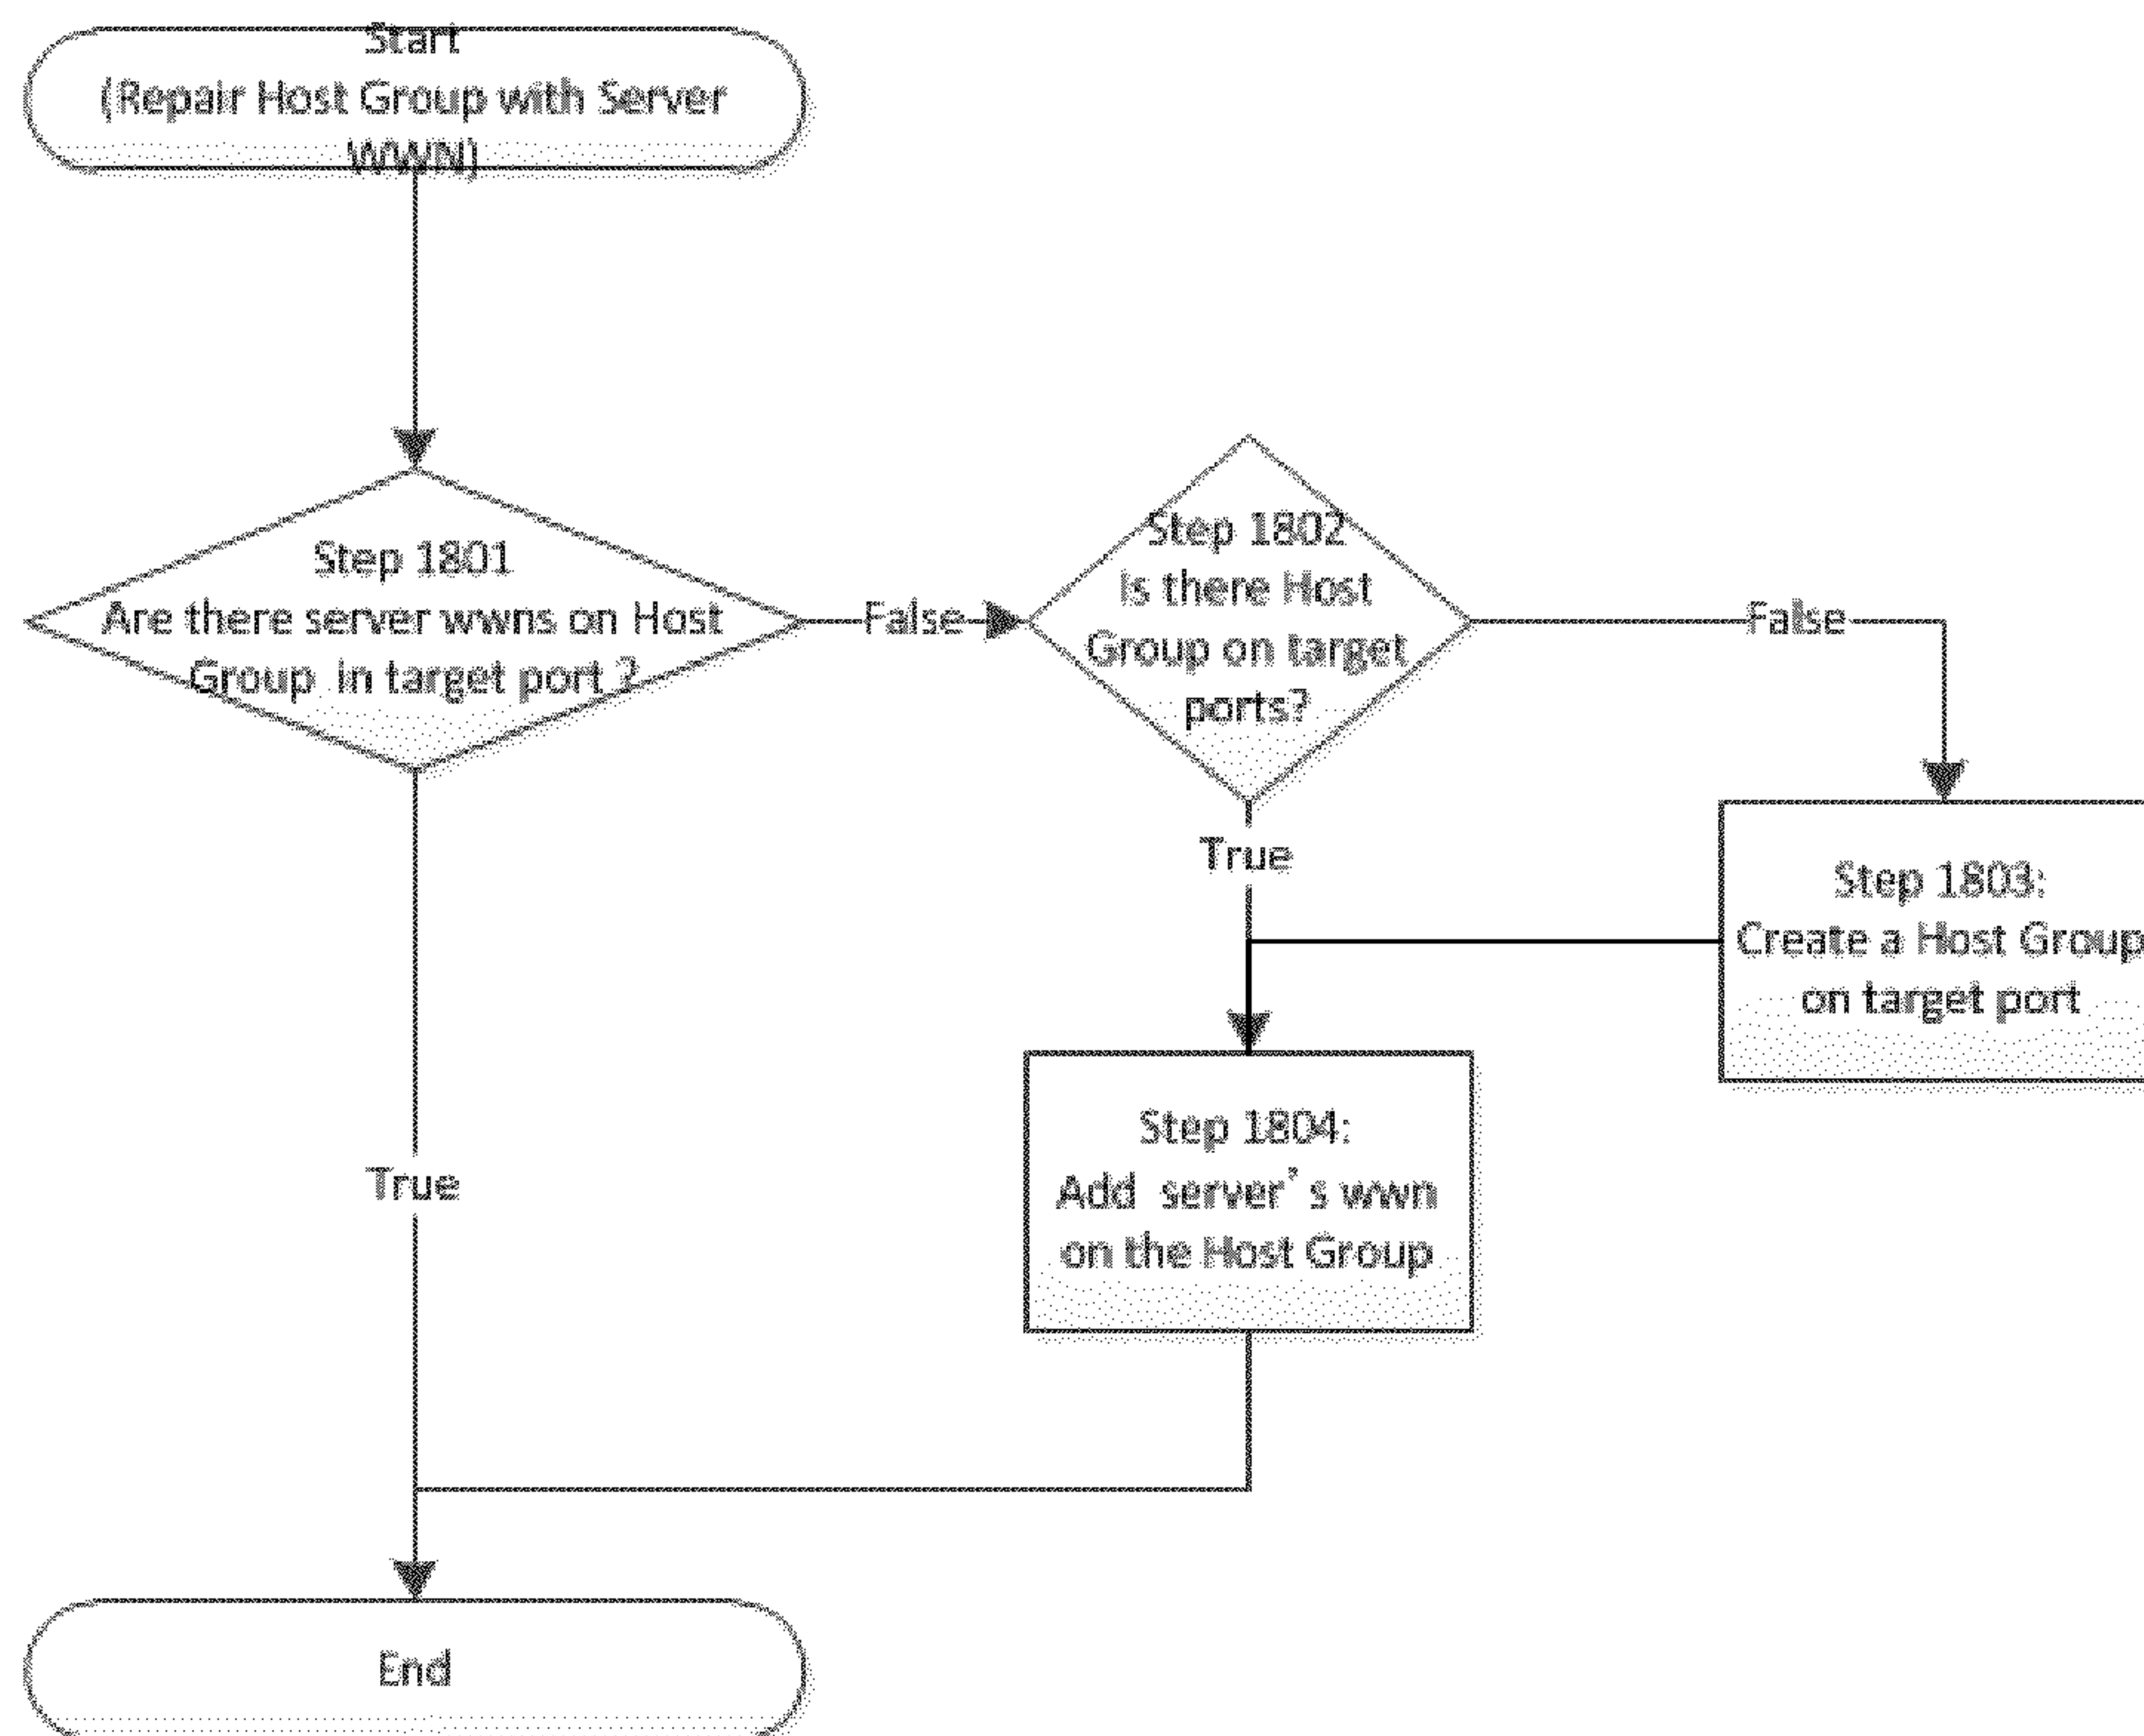 Start
(Repair Host Group with Server
WWN)
Step 1801
Are there server wwns on Host
Group in target port ?
False
Step 1802
Is there Host
Group on target
ports?
False
True
Step 1803:
Create a Host Group
on target port
Step 1804:
Add server's wwn
on the Host Group
True
End